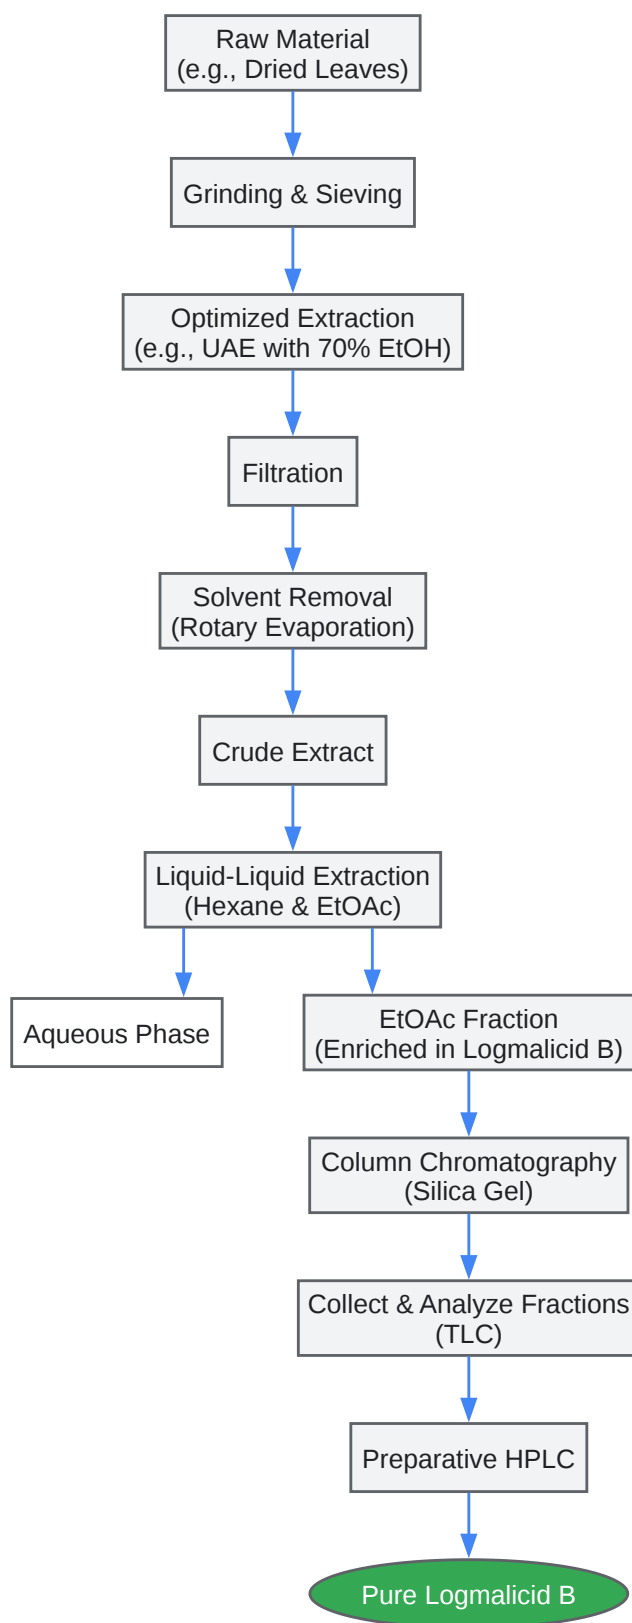 Raw Material
(e.g., Dried Leaves)
Grinding & Sieving
Optimized Extraction
(e.g., UAE with 70% EtOH)
Filtration
Solvent Removal
(Rotary Evaporation)
Crude Extract
Liquid-Liquid Extraction
(Hexane & EtOAc)
Aqueous Phase
EtOAc Fraction
(Enriched in Logmalicid B)
Column Chromatography
(Silica Gel)
Collect & Analyze Fractions
(TLC)
Preparative HPLC
Pure Logmalicid B